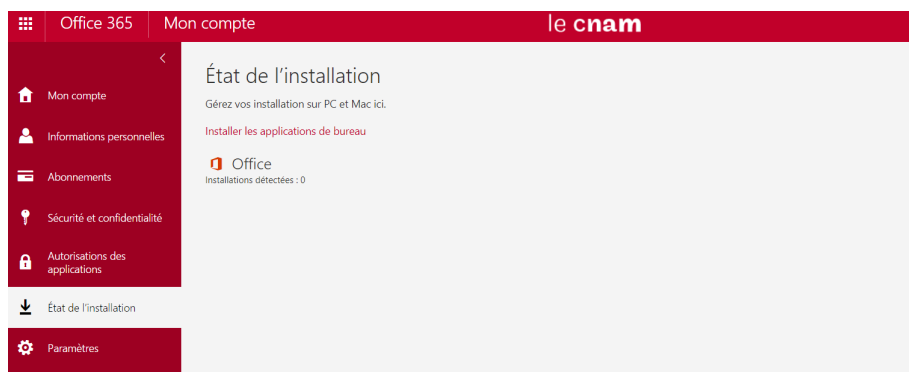 Office 365
Mon compte
le cnam
Mon compte
Informations personnelles
Abonnements
Sécurité et confidentialité
Autorisations des
applications
État de l'installation
Paramètres
État de l'installation
Gérez vos installation sur PC et Mac ici.
Installer les applications de bureau
Office
Installations détectées : 0